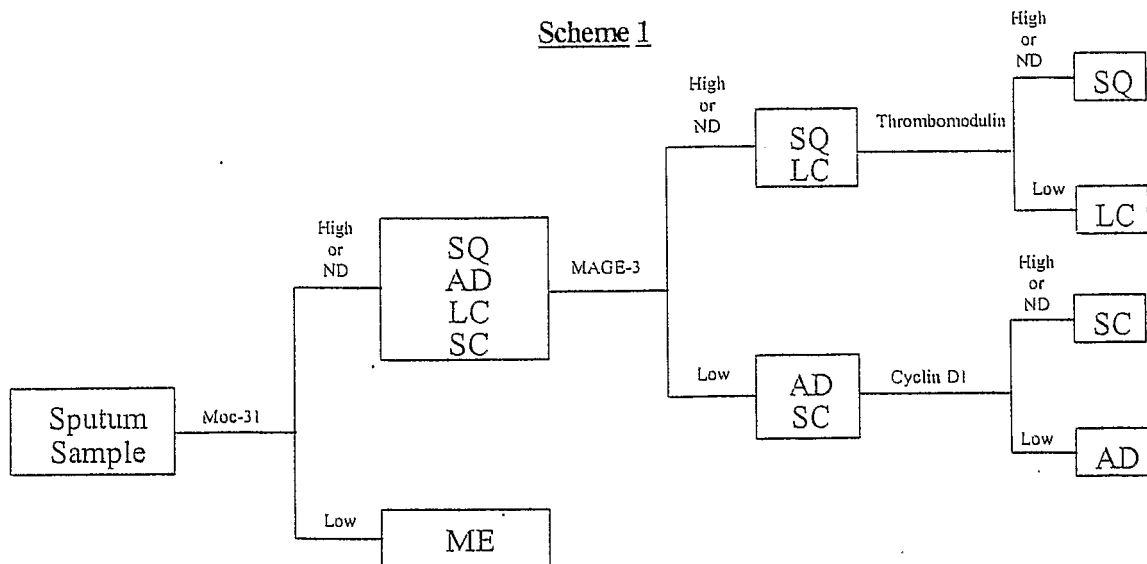 Scheme 1
High
or
ND
SQ
Thrombomodulin
Low
LC
High
or
ND
SQ
LC
MAGE-3
Low
AD
SC
Cyclin D1
High
or
ND
SC
Low
AD
High
or
ND
SQ
AD
LC
SC
Sputum
Sample
Moc-31
Low
ME